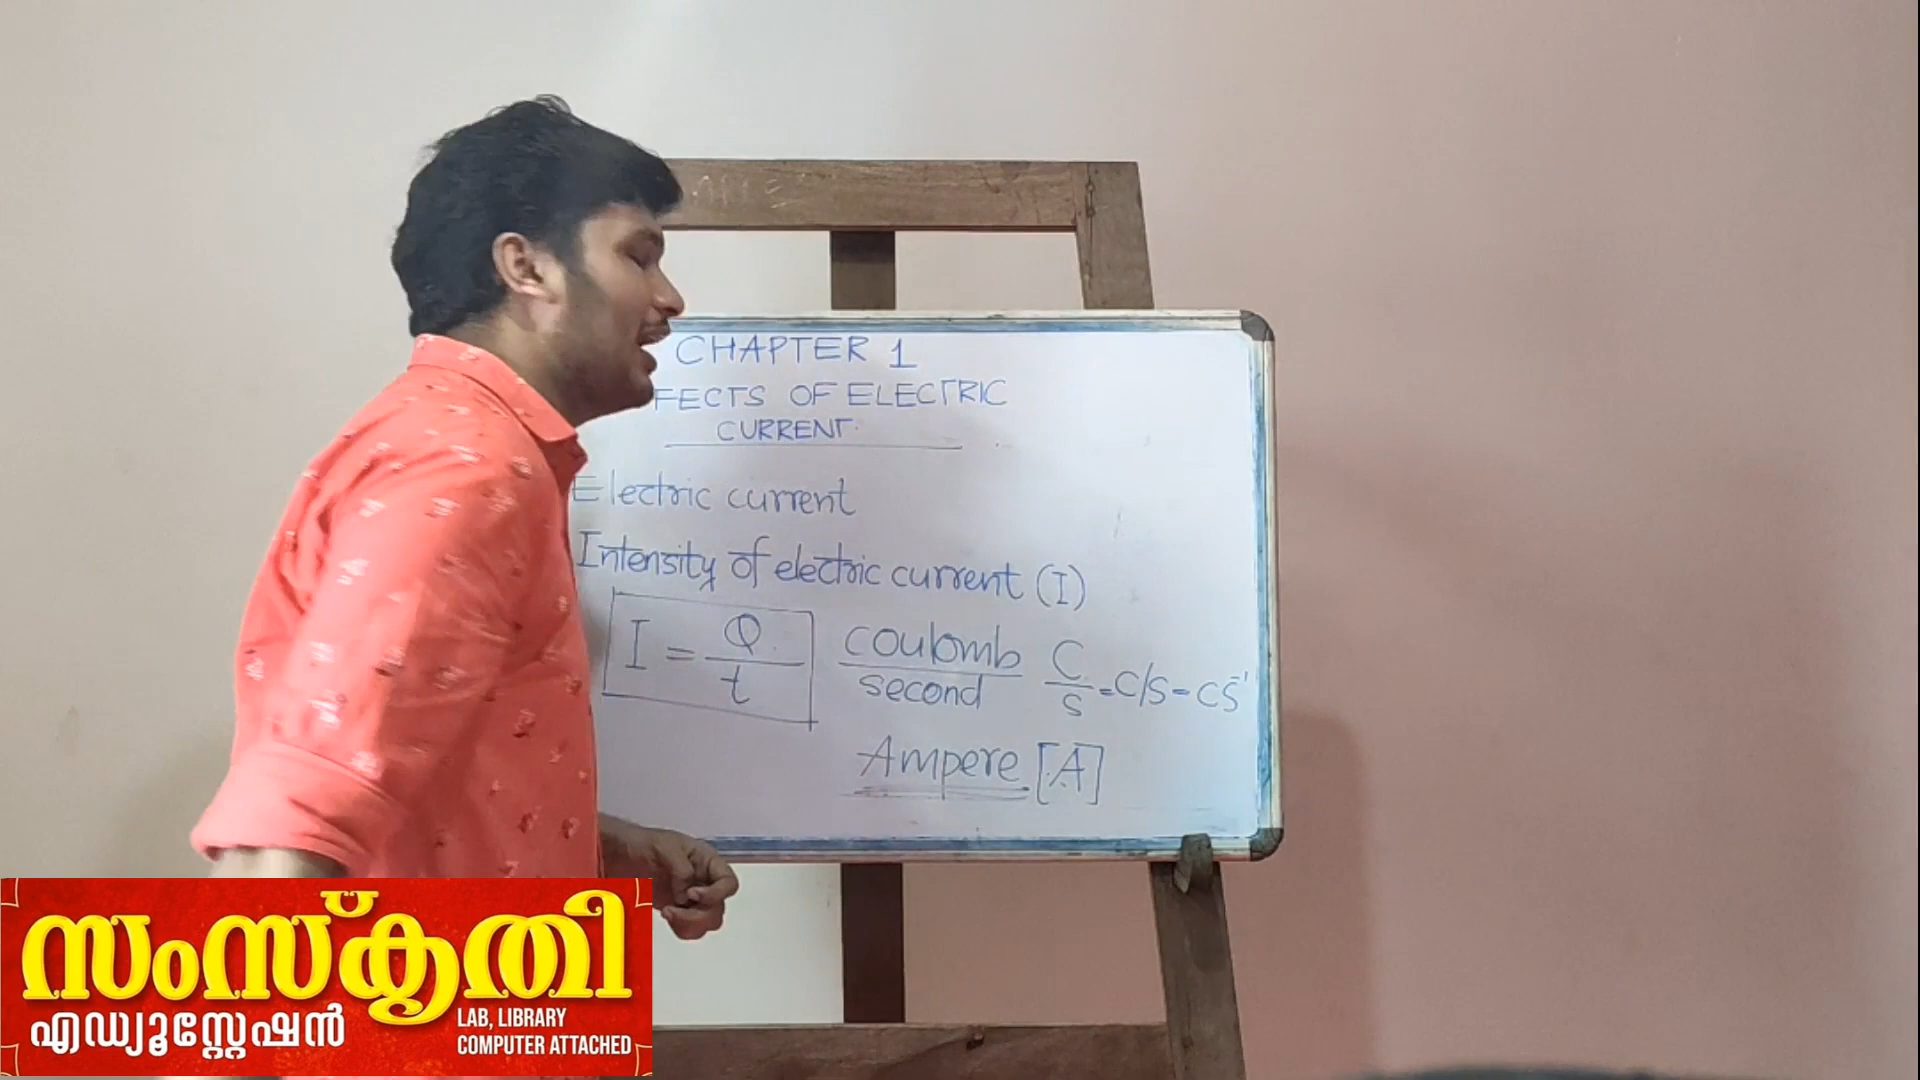 CHAPTER 1
FECTS OF ELECTRIC
CURRENT
Electric current
Intensity of electric current (I)
I = Q/t coulomb/second C/s = C/s = Cs⁻¹
Ampere [A]
സംസ്കൃതീ
എഡ്യൂസ്റ്റേഷൻ
LAB, LIBRARY
COMPUTER ATTACHED